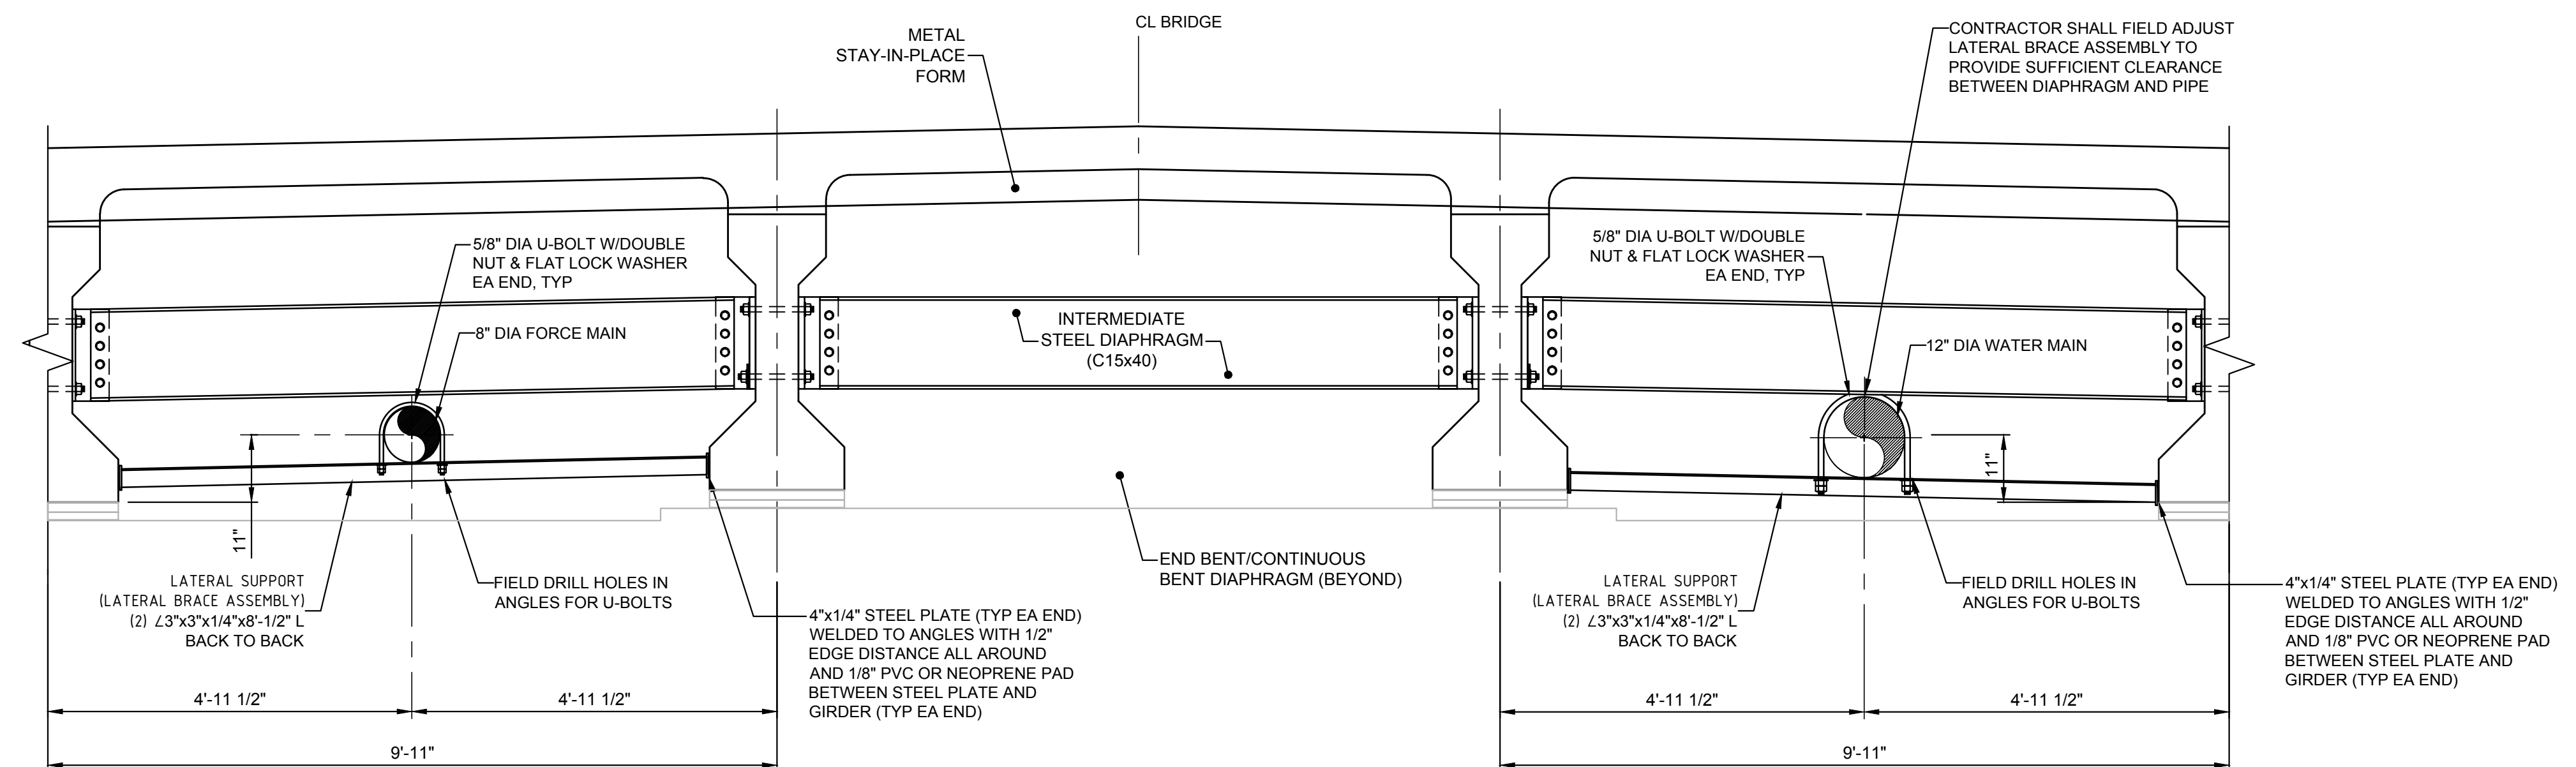 CL BRIDGE
METAL
STAY-IN-PLACE
FORM
CONTRACTOR SHALL FIELD ADJUST
LATERAL BRACE ASSEMBLY TO
PROVIDE SUFFICIENT CLEARANCE
BETWEEN DIAPHRAGM AND PIPE
5/8" DIA U-BOLT W/DOUBLE
NUT & FLAT LOCK WASHER
EA END, TYP
8" DIA FORCE MAIN
INTERMEDIATE
STEEL DIAPHRAGM
(C15x40)
5/8" DIA U-BOLT W/DOUBLE
NUT & FLAT LOCK WASHER
EA END, TYP
12" DIA WATER MAIN
11"
11"
LATERAL SUPPORT
(LATERAL BRACE ASSEMBLY)
(2) ∠3"x3"x1/4"x8'-1/2" L
BACK TO BACK
FIELD DRILL HOLES IN
ANGLES FOR U-BOLTS
4"x1/4" STEEL PLATE (TYP EA END)
WELDED TO ANGLES WITH 1/2"
EDGE DISTANCE ALL AROUND
AND 1/8" PVC OR NEOPRENE PAD
BETWEEN STEEL PLATE AND
GIRDER (TYP EA END)
END BENT/CONTINUOUS
BENT DIAPHRAGM (BEYOND)
LATERAL SUPPORT
(LATERAL BRACE ASSEMBLY)
(2) ∠3"x3"x1/4"x8'-1/2" L
BACK TO BACK
FIELD DRILL HOLES IN
ANGLES FOR U-BOLTS
4"x1/4" STEEL PLATE (TYP EA END)
WELDED TO ANGLES WITH 1/2"
EDGE DISTANCE ALL AROUND
AND 1/8" PVC OR NEOPRENE PAD
BETWEEN STEEL PLATE AND
GIRDER (TYP EA END)
4'-11 1/2"
4'-11 1/2"
4'-11 1/2"
4'-11 1/2"
9'-11"
9'-11"